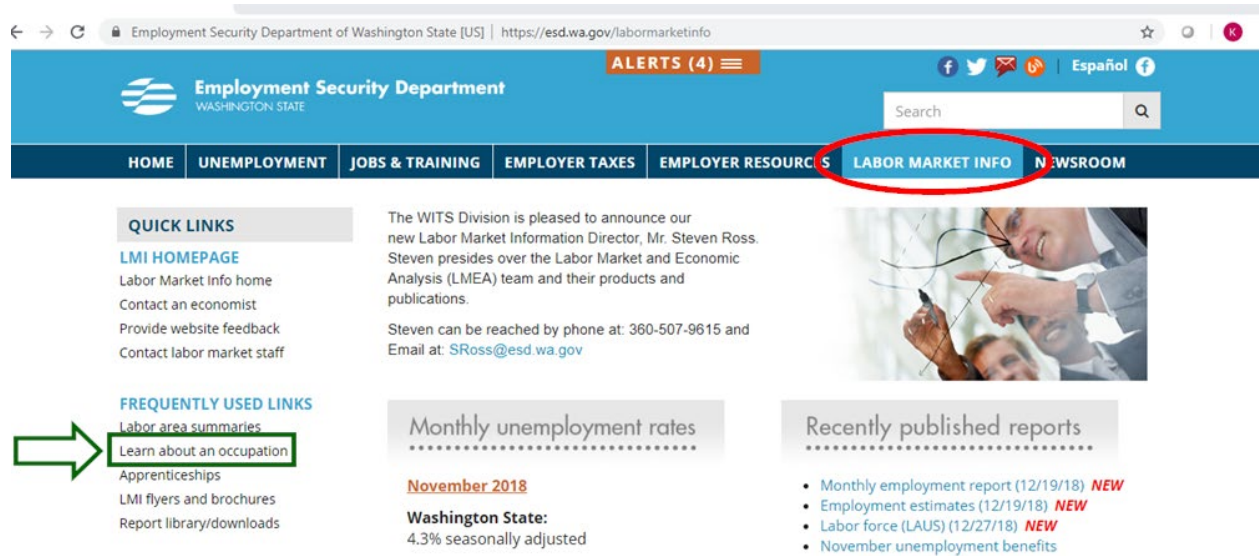 Employment Security Department of Washington State [US] | https://esd.wa.gov/labormarketinfo
K
ALERTS (4)
Español
Employment Security Department
WASHINGTON STATE
Search
HOME UNEMPLOYMENT JOBS & TRAINING EMPLOYER TAXES EMPLOYER RESOURCES LABOR MARKET INFO NEWSROOM
QUICK LINKS
LMI HOMEPAGE
Labor Market Info home
Contact an economist
Provide website feedback
Contact labor market staff
FREQUENTLY USED LINKS
Labor area summaries
Learn about an occupation
Apprenticeships
LMI flyers and brochures
Report library/downloads
The WITS Division is pleased to announce our
new Labor Market Information Director, Mr. Steven Ross.
Steven presides over the Labor Market and Economic
Analysis (LMEA) team and their products and
publications.
Steven can be reached by phone at: 360-507-9615 and
Email at: SRoss@esd.wa.gov
Monthly unemployment rates
November 2018
Washington State:
4.3% seasonally adjusted
Recently published reports
• Monthly employment report (12/19/18) NEW
• Employment estimates (12/19/18) NEW
• Labor force (LAUS) (12/27/18) NEW
• November unemployment benefits